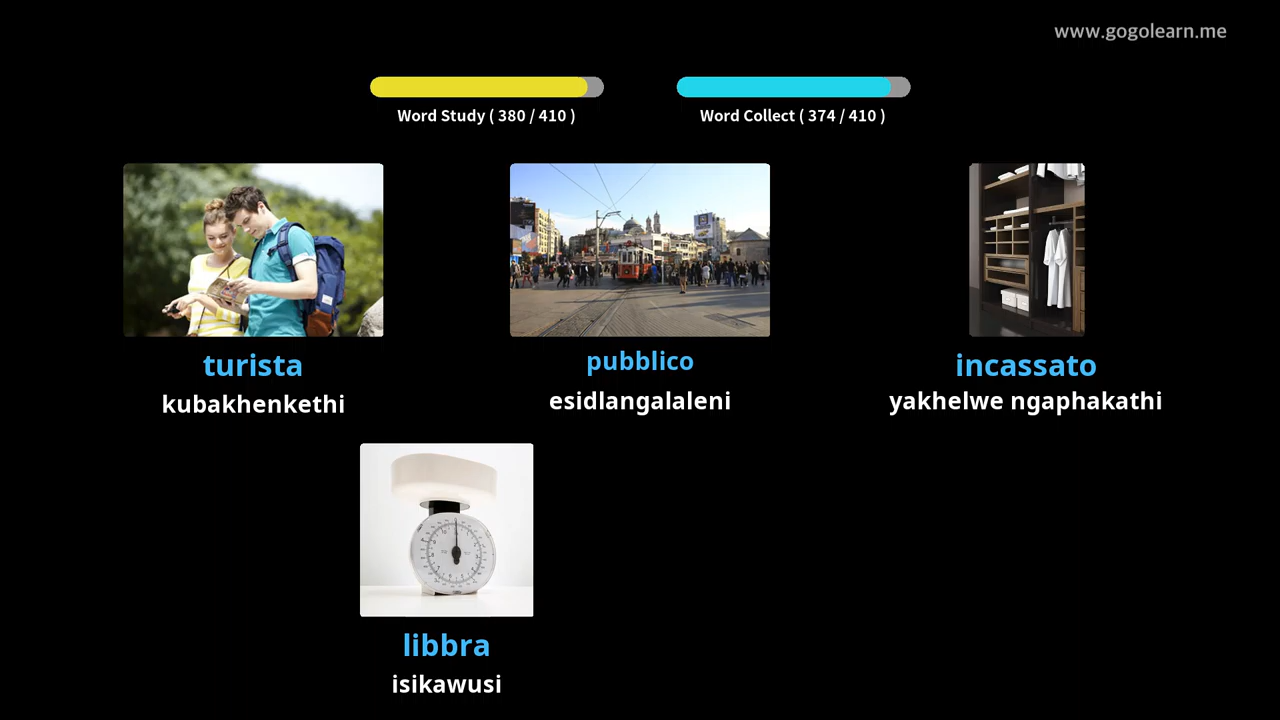 www.gogolearn.me
Word Study ( 380 / 410 )
Word Collect ( 374 / 410 )
turista
kubakhenkethi
pubblico
esidlangalaleni
incassato
yakhelwe ngaphakathi
libbra
isikawusi